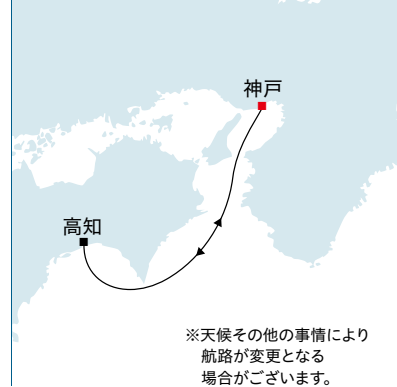 神戸
高知
※天候その他の事情により
航路が変更となる
場合がございます。